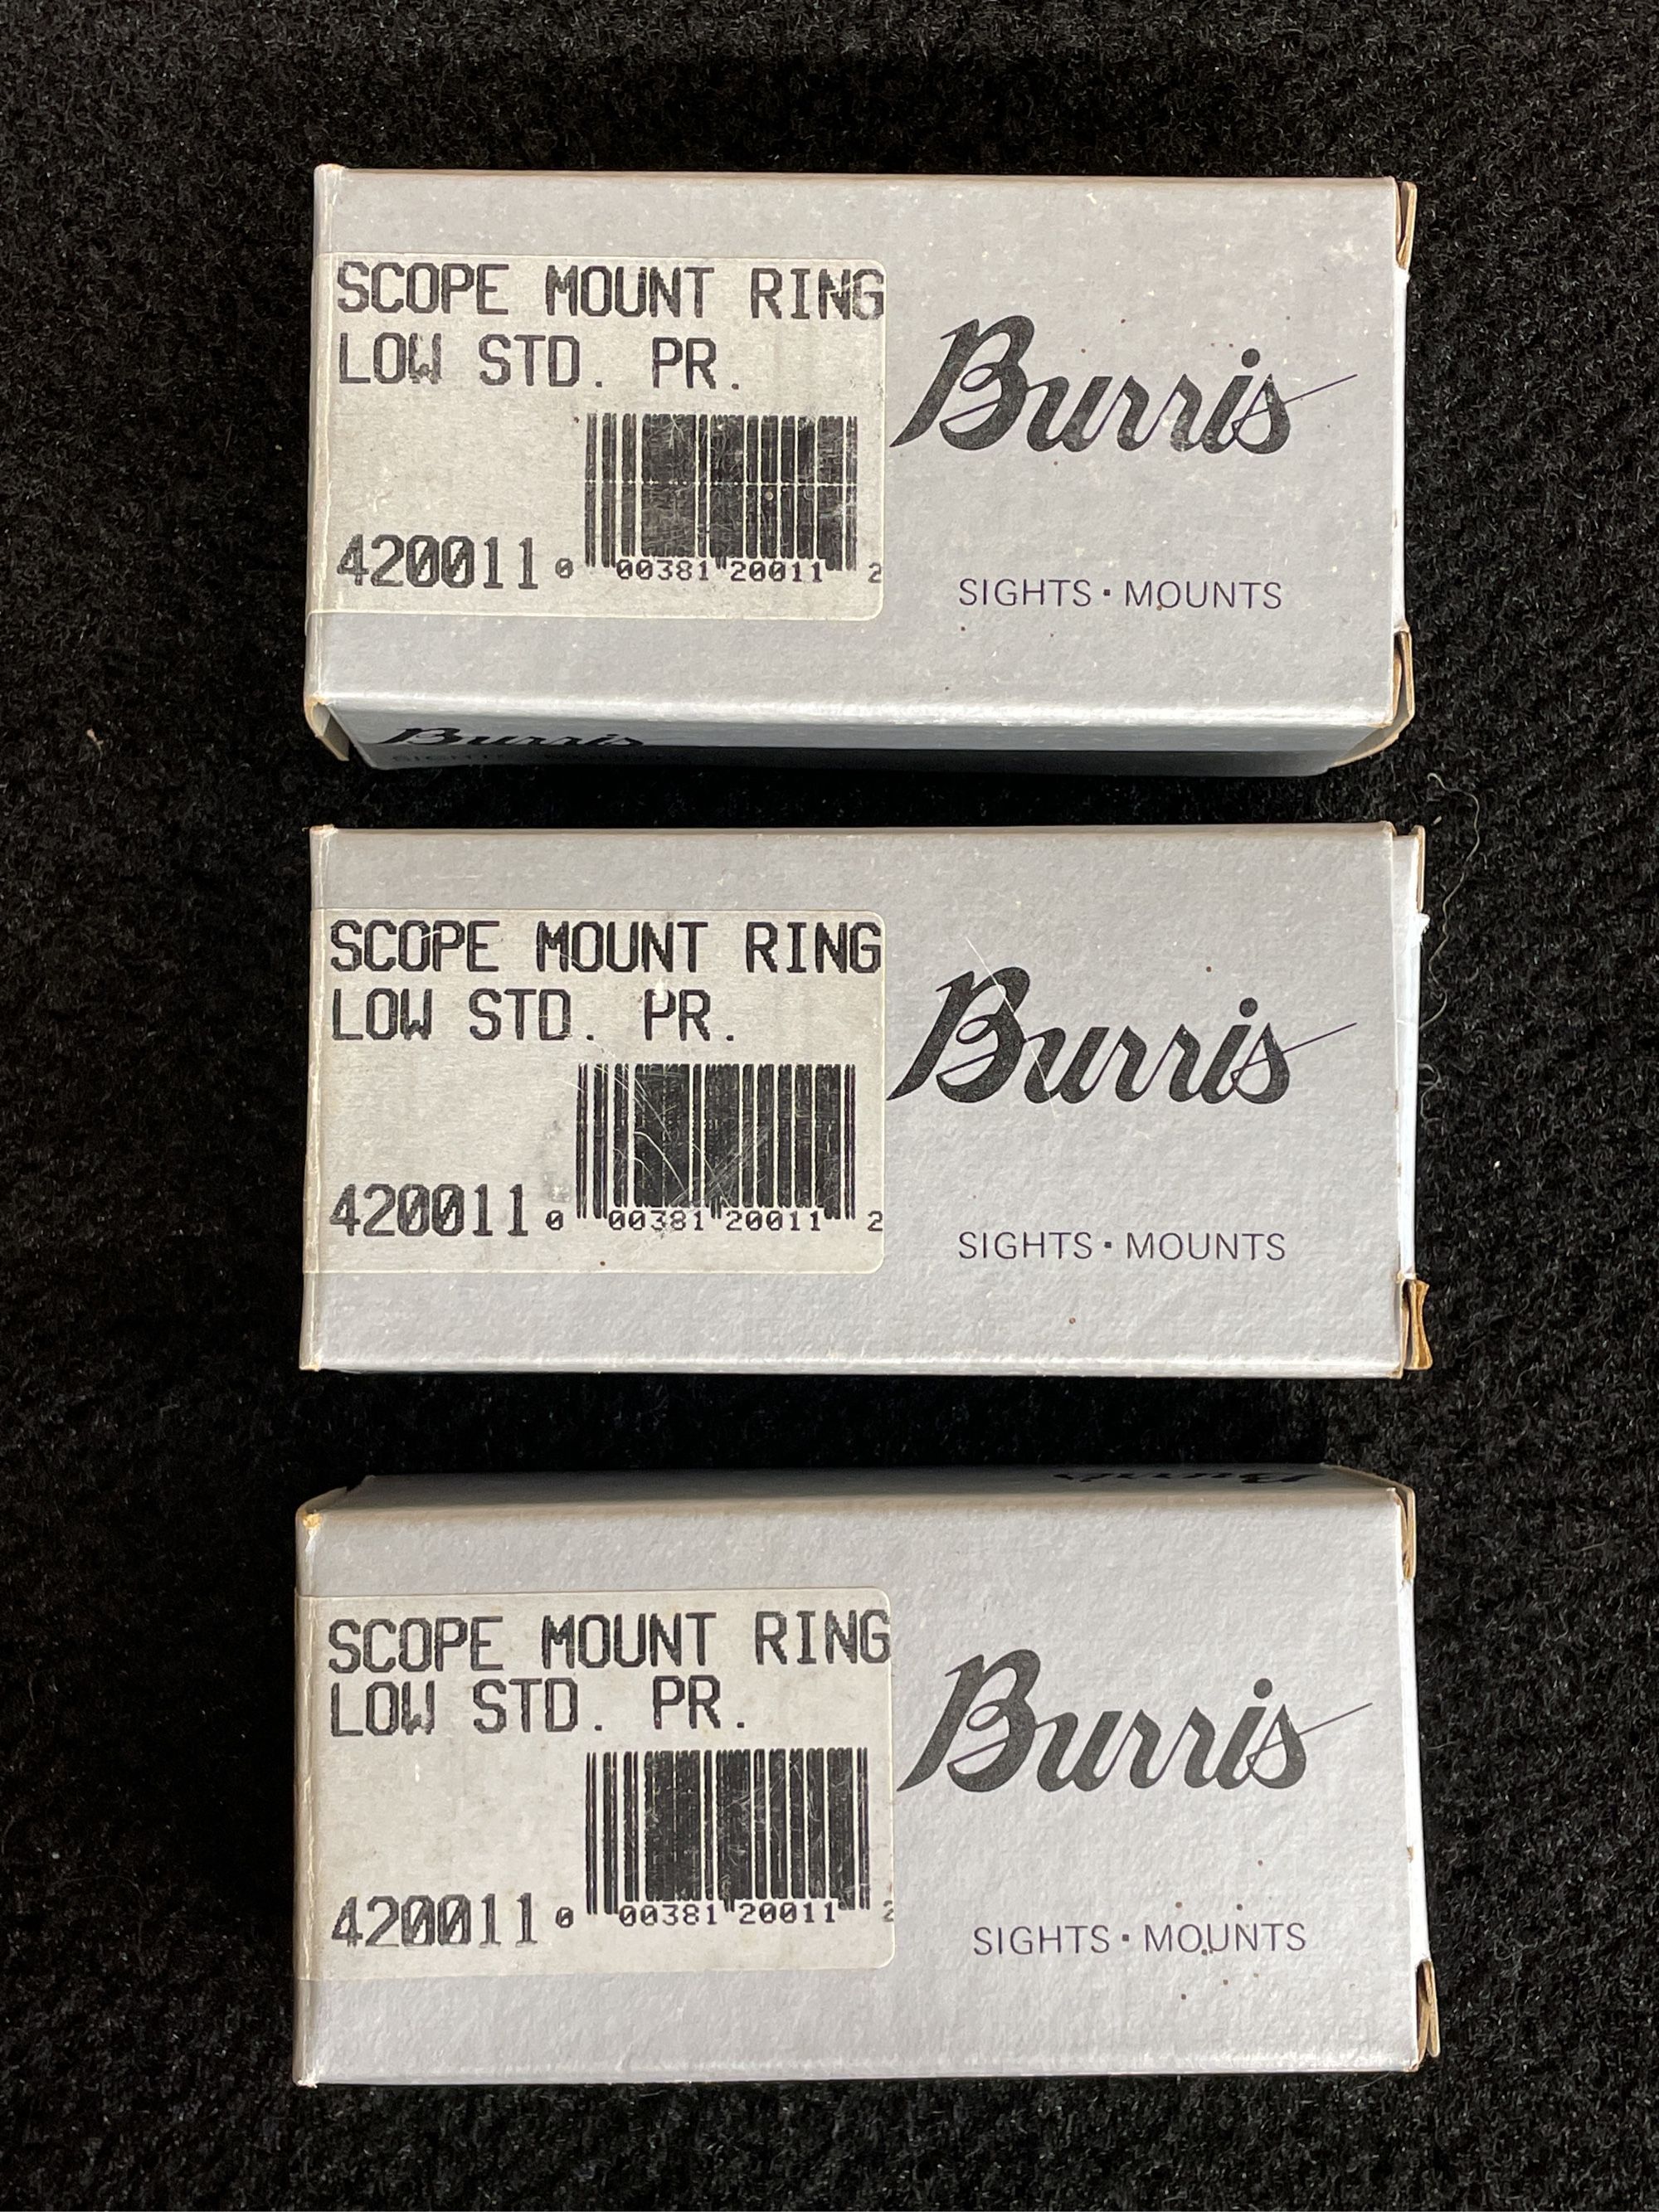 SCOPE MOUNT RING
LOW STD. PR.
420011
0 00381 20011 2
Burris
SIGHTS · MOUNTS
Burris
SCOPE MOUNT RING
LOW STD. PR.
420011
0 00381 20011 2
Burris
SIGHTS · MOUNTS
Burris
SCOPE MOUNT RING
LOW STD. PR.
420011
0 00381 20011 2
Burris
SIGHTS · MOUNTS